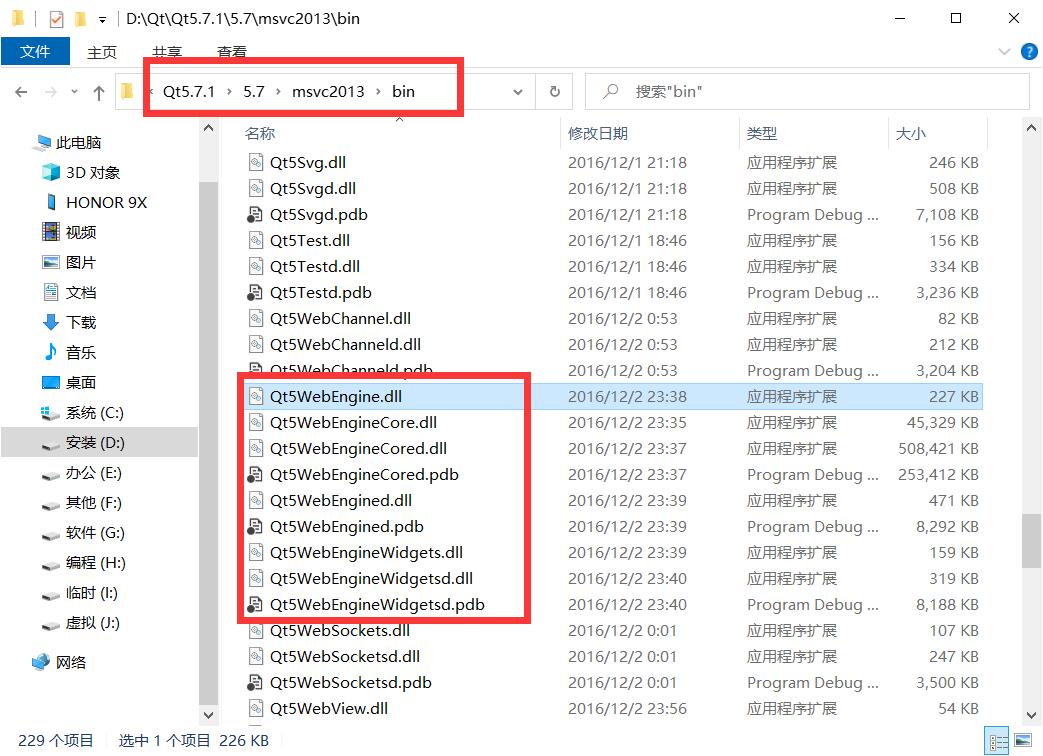 D:\Qt\Qt5.7.1\5.7\msvc2013\bin
文件 主页 共享 查看
Qt5.7.1 › 5.7 › msvc2013 › bin 搜索"bin"
名称 修改日期 类型 大小
此电脑
3D 对象
HONOR 9X
视频
图片
文档
下载
音乐
桌面
系统 (C:)
安装 (D:)
办公 (E:)
其他 (F:)
软件 (G:)
编程 (H:)
临时 (I:)
虚拟 (J:)
网络
Qt5Svg.dll 2016/12/1 21:18 应用程序扩展 246 KB
Qt5Svgd.dll 2016/12/1 21:18 应用程序扩展 508 KB
Qt5Svgd.pdb 2016/12/1 21:18 Program Debug ... 7,108 KB
Qt5Test.dll 2016/12/1 18:46 应用程序扩展 156 KB
Qt5Testd.dll 2016/12/1 18:46 应用程序扩展 334 KB
Qt5Testd.pdb 2016/12/1 18:46 Program Debug ... 3,236 KB
Qt5WebChannel.dll 2016/12/2 0:53 应用程序扩展 82 KB
Qt5WebChanneld.dll 2016/12/2 0:53 应用程序扩展 212 KB
Qt5WebChanneld.pdb 2016/12/2 0:53 Program Debug ... 3,204 KB
Qt5WebEngine.dll 2016/12/2 23:38 应用程序扩展 227 KB
Qt5WebEngineCore.dll 2016/12/2 23:35 应用程序扩展 45,329 KB
Qt5WebEngineCored.dll 2016/12/2 23:37 应用程序扩展 508,421 KB
Qt5WebEngineCored.pdb 2016/12/2 23:37 Program Debug ... 253,412 KB
Qt5WebEngined.dll 2016/12/2 23:39 应用程序扩展 471 KB
Qt5WebEngined.pdb 2016/12/2 23:39 Program Debug ... 8,292 KB
Qt5WebEngineWidgets.dll 2016/12/2 23:39 应用程序扩展 159 KB
Qt5WebEngineWidgetsd.dll 2016/12/2 23:40 应用程序扩展 319 KB
Qt5WebEngineWidgetsd.pdb 2016/12/2 23:40 Program Debug ... 8,188 KB
Qt5WebSockets.dll 2016/12/2 0:01 应用程序扩展 107 KB
Qt5WebSocketsd.dll 2016/12/2 0:01 应用程序扩展 247 KB
Qt5WebSocketsd.pdb 2016/12/2 0:01 Program Debug ... 3,500 KB
Qt5WebView.dll 2016/12/2 23:56 应用程序扩展 54 KB
229 个项目 选中 1 个项目 226 KB